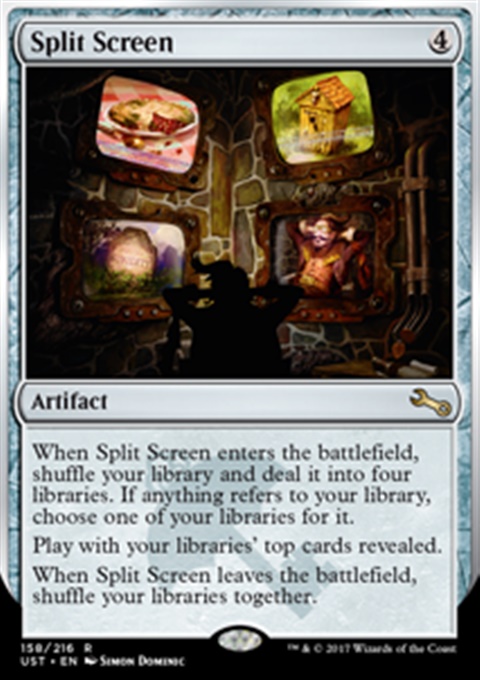 Split Screen 4
Artifact
When Split Screen enters the battlefield,
shuffle your library and deal it into four
libraries. If anything refers to your library,
choose one of your libraries for it.
Play with your libraries' top cards revealed.
When Split Screen leaves the battlefield,
shuffle your libraries together.
158/216 R
UST • EN Simon Dominic
™ & © 2017 Wizards of the Coast